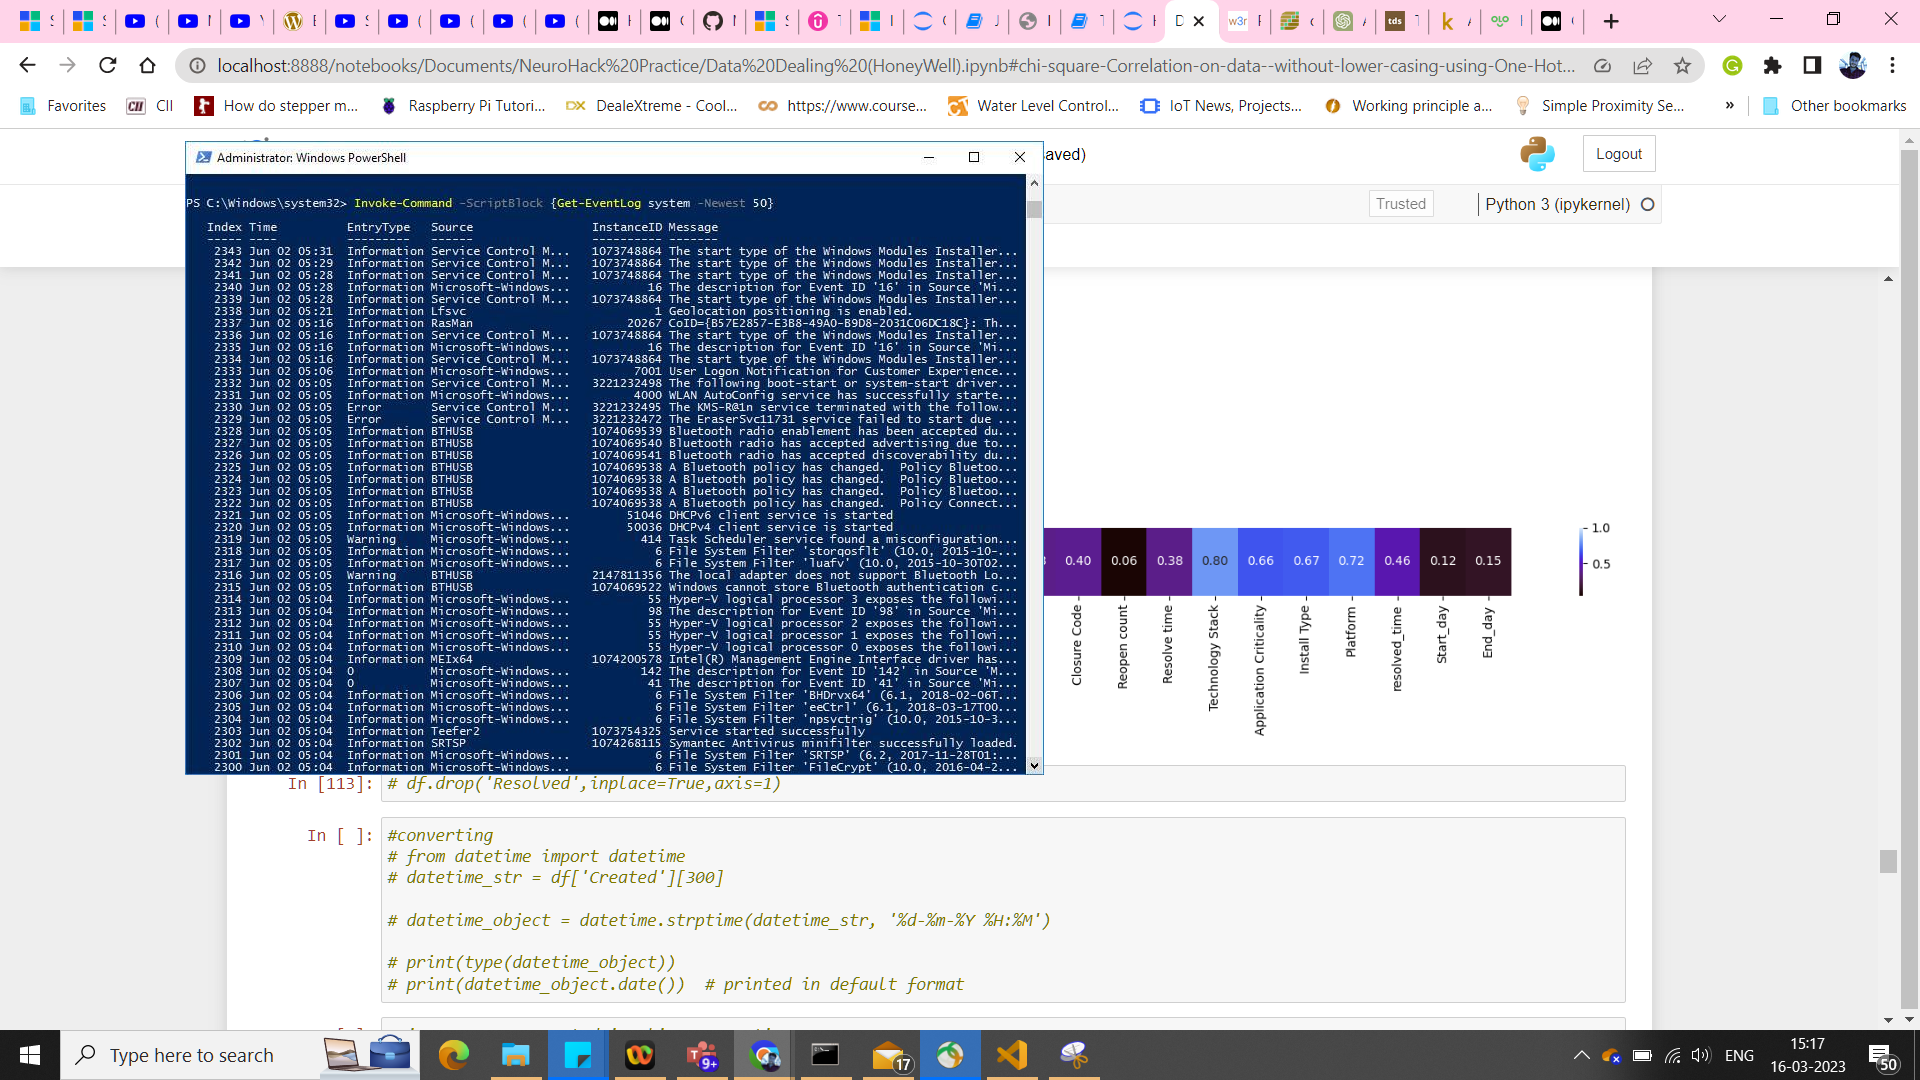 localhost:8888/notebooks/Documents/NeuroHack%20Practice/Data%20Dealing%20(HoneyWell).ipynb#chi-square-Correlation-on-data--without-lower-casing-using-One-Hot...
Favorites
CII
How do stepper m...
Raspberry Pi Tutori...
DealeXtreme - Cool...
https://www.course...
Water Level Control...
IoT News, Projects...
Working principle a...
Simple Proximity Se...
»
Other bookmarks
aved)
Logout
Trusted
Python 3 (ipykernel)
Administrator: Windows PowerShell
PS C:\Windows\system32> Invoke-Command -ScriptBlock {Get-EventLog system -Newest 50}
Index Time EntryType Source InstanceID Message
----- ---- --------- ------ ---------- -------
2343 Jun 02 05:31 Information Service Control M... 1073748864 The start type of the Windows Modules Installer...
2342 Jun 02 05:29 Information Service Control M... 1073748864 The start type of the Windows Modules Installer...
2341 Jun 02 05:28 Information Service Control M... 1073748864 The start type of the Windows Modules Installer...
2340 Jun 02 05:28 Information Microsoft-Windows... 16 The description for Event ID '16' in Source 'Mi...
2339 Jun 02 05:28 Information Service Control M... 1073748864 The start type of the Windows Modules Installer...
2338 Jun 02 05:21 Information Lfsvc 1 Geolocation positioning is enabled.
2337 Jun 02 05:16 Information RasMan 20267 CoID={B57E2857-E3B8-49A0-B9D8-2031C06DC18C}: Th...
2336 Jun 02 05:16 Information Service Control M... 1073748864 The start type of the Windows Modules Installer...
2335 Jun 02 05:16 Information Microsoft-Windows... 16 The description for Event ID '16' in Source 'Mi...
2334 Jun 02 05:16 Information Service Control M... 1073748864 The start type of the Windows Modules Installer...
2333 Jun 02 05:06 Information Microsoft-Windows... 7001 User Logon Notification for Customer Experience...
2332 Jun 02 05:05 Information Service Control M... 3221232498 The following boot-start or system-start driver...
2331 Jun 02 05:05 Information Microsoft-Windows... 4000 WLAN AutoConfig service has successfully starte...
2330 Jun 02 05:05 Error Service Control M... 3221232495 The KMS-R@1n service terminated with the follow...
2329 Jun 02 05:05 Error Service Control M... 3221232472 The EraserSvc11731 service failed to start due ...
2328 Jun 02 05:05 Information BTHUSB 1074069539 Bluetooth radio enablement has been accepted du...
2327 Jun 02 05:05 Information BTHUSB 1074069540 Bluetooth radio has accepted advertising due to...
2326 Jun 02 05:05 Information BTHUSB 1074069541 Bluetooth radio has accepted discoverability du...
2325 Jun 02 05:05 Information BTHUSB 1074069538 A Bluetooth policy has changed. Policy Bluetoo...
2324 Jun 02 05:05 Information BTHUSB 1074069538 A Bluetooth policy has changed. Policy Bluetoo...
2323 Jun 02 05:05 Information BTHUSB 1074069538 A Bluetooth policy has changed. Policy Bluetoo...
2322 Jun 02 05:05 Information BTHUSB 1074069538 A Bluetooth policy has changed. Policy Connect...
2321 Jun 02 05:05 Information Microsoft-Windows... 51046 DHCPv6 client service is started
2320 Jun 02 05:05 Information Microsoft-Windows... 50036 DHCPv4 client service is started
2319 Jun 02 05:05 Warning Microsoft-Windows... 414 Task Scheduler service found a misconfiguration...
2318 Jun 02 05:05 Information Microsoft-Windows... 6 File System Filter 'storqosflt' (10.0, 2015-10-...
2317 Jun 02 05:05 Information Microsoft-Windows... 6 File System Filter 'luafv' (10.0, 2015-10-30T02...
2316 Jun 02 05:05 Warning BTHUSB 2147811356 The local adapter does not support Bluetooth Lo...
2315 Jun 02 05:05 Information BTHUSB 1074069522 Windows cannot store Bluetooth authentication c...
2314 Jun 02 05:04 Information Microsoft-Windows... 55 Hyper-V logical processor 3 exposes the followi...
2313 Jun 02 05:04 Information Microsoft-Windows... 98 The description for Event ID '98' in Source 'Mi...
2312 Jun 02 05:04 Information Microsoft-Windows... 55 Hyper-V logical processor 2 exposes the followi...
2311 Jun 02 05:04 Information Microsoft-Windows... 55 Hyper-V logical processor 1 exposes the followi...
2310 Jun 02 05:04 Information Microsoft-Windows... 55 Hyper-V logical processor 0 exposes the followi...
2309 Jun 02 05:04 Information MEIx64 1074200578 Intel(R) Management Engine Interface driver has...
2308 Jun 02 05:04 0 Microsoft-Windows... 142 The description for Event ID '142' in Source 'M...
2307 Jun 02 05:04 0 Microsoft-Windows... 41 The description for Event ID '41' in Source 'Mi...
2306 Jun 02 05:04 Information Microsoft-Windows... 6 File System Filter 'BHDrvx64' (6.1, 2018-02-06T...
2305 Jun 02 05:04 Information Microsoft-Windows... 6 File System Filter 'eeCtrl' (6.1, 2018-03-17T00...
2304 Jun 02 05:04 Information Microsoft-Windows... 6 File System Filter 'npsvctrig' (10.0, 2015-10-3...
2303 Jun 02 05:04 Information Teefer2 1073754325 Service started successfully
2302 Jun 02 05:04 Information SRTSP 1074268115 Symantec Antivirus minifilter successfully loaded.
2301 Jun 02 05:04 Information Microsoft-Windows... 6 File System Filter 'SRTSP' (6.2, 2017-11-28T01:...
2300 Jun 02 05:04 Information Microsoft-Windows... 6 File System Filter 'FileCrypt' (10.0, 2016-04-2...
0.40 0.06 0.38 0.80 0.66 0.67 0.72 0.46 0.12 0.15
1.0
0.5
Closure Code
Reopen count
Resolve time
Technology Stack
Application Criticality
Install Type
Platform
resolved_time
Start_day
End_day
In [113]: # df.drop('Resolved',inplace=True,axis=1)
In [ ]: #converting
# from datetime import datetime
# datetime_str = df['Created'][300]
# datetime_object = datetime.strptime(datetime_str, '%d-%m-%Y %H:%M')
# print(type(datetime_object))
# print(datetime_object.date())  # printed in default format
Type here to search
9+
17
ENG
15:17
16-03-2023
50